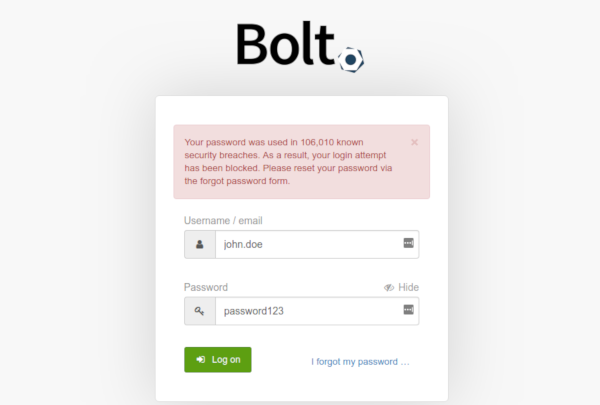 Bolt
Your password was used in 106,010 known
security breaches. As a result, your login attempt
has been blocked. Please reset your password via
the forgot password form.
×
Username / email
john.doe
Password
Hide
password123
Log on
I forgot my password …